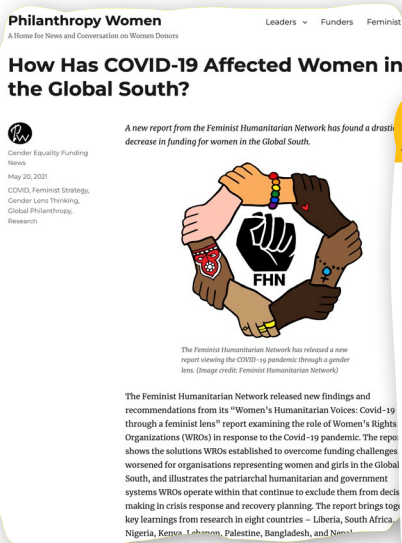 Philanthropy Women
A Home for News and Conversation on Women Donors
Leaders Funders Feminist
How Has COVID-19 Affected Women in
the Global South?
PW
Gender Equality Funding
News
May 20, 2021
COVID, Feminist Strategy,
Gender Lens Thinking,
Global Philanthropy,
Research
A new report from the Feminist Humanitarian Network has found a drastic
decrease in funding for women in the Global South.
FHN
The Feminist Humanitarian Network has released a new
report viewing the COVID-19 pandemic through a gender
lens. (Image credit: Feminist Humanitarian Network)
The Feminist Humanitarian Network released new findings and
recommendations from its “Women’s Humanitarian Voices: Covid-19
through a feminist lens” report examining the role of Women’s Rights
Organizations (WROs) in response to the Covid-19 pandemic. The
shows the solutions WROs established to overcome funding challenges
worsened for organisations representing women and girls in the Global
South, and illustrates the patriarchal humanitarian and government
systems WROs operate within that continue to exclude them from
making in crisis response and recovery planning. The report brings
key learnings from research in eight countries – Liberia, South Africa,
Nigeria, Kenya, Lebanon, Palestine, Bangladesh, and Nepal